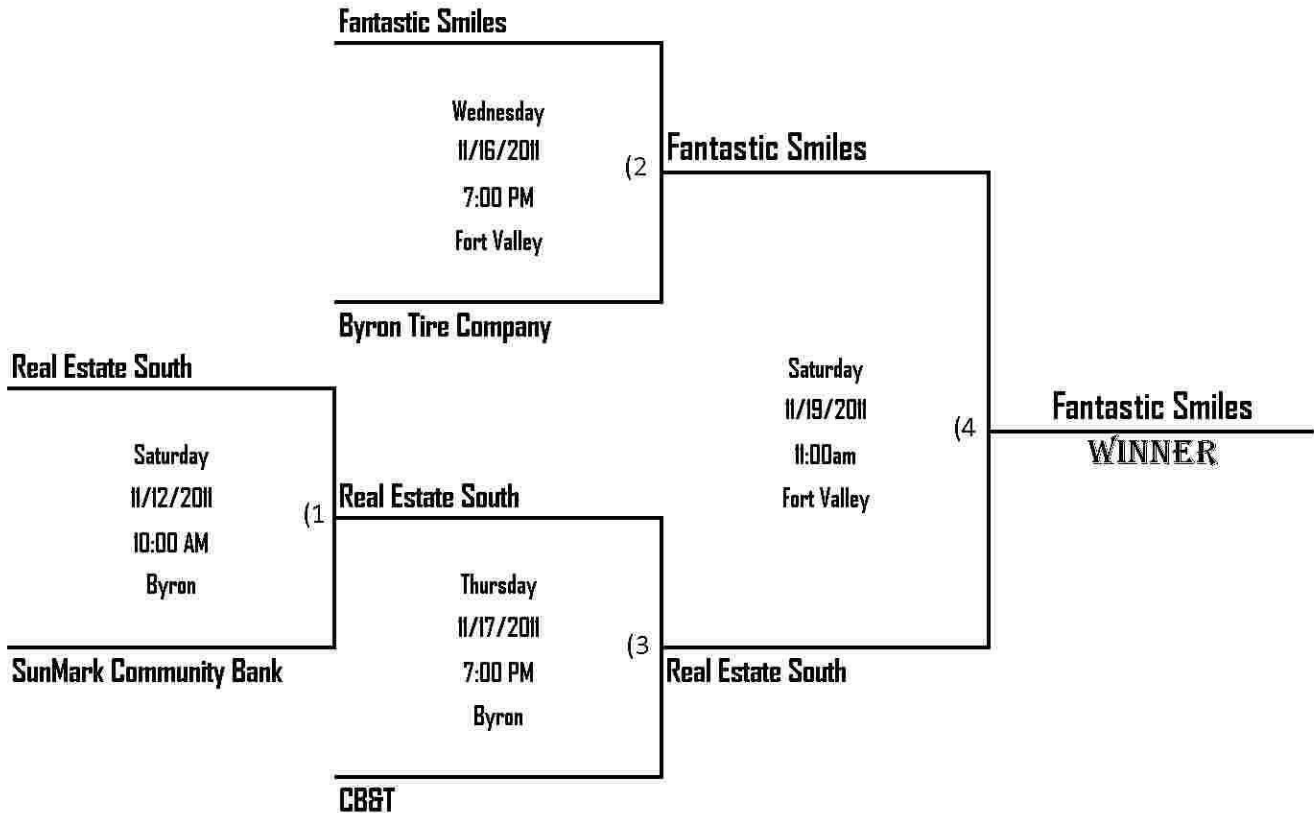 Fantastic Smiles
Wednesday
11/16/2011
7:00 PM
Fort Valley
(2
Byron Tire Company
Fantastic Smiles
Real Estate South
Saturday
11/12/2011
10:00 AM
Byron
(1
SunMark Community Bank
Real Estate South
Thursday
11/17/2011
7:00 PM
Byron
(3
CB&T
Real Estate South
Saturday
11/19/2011
11:00am
Fort Valley
(4
Fantastic Smiles
WINNER